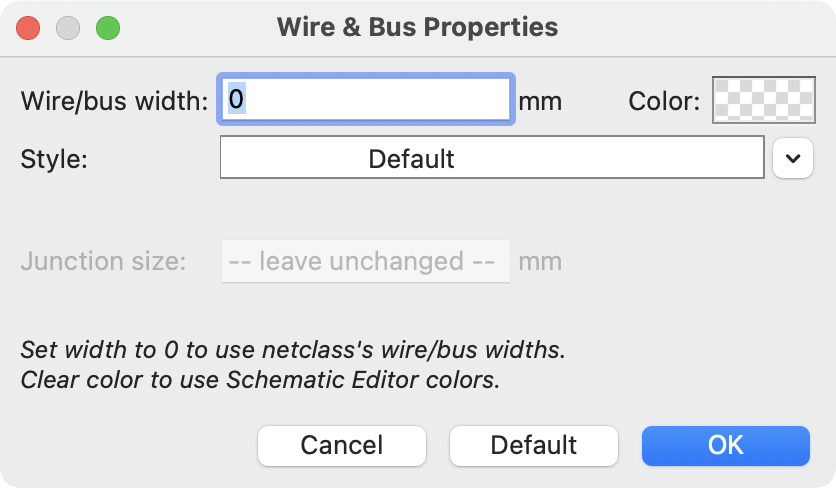 Wire & Bus Properties
Wire/bus width: 0 mm Color:
Style: Default
Junction size: -- leave unchanged -- mm
Set width to 0 to use netclass's wire/bus widths.
Clear color to use Schematic Editor colors.
Cancel Default OK